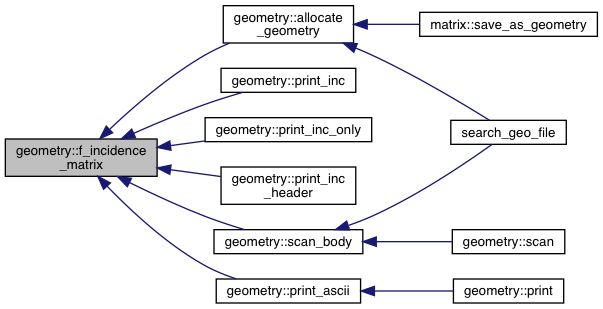 geometry::allocate
_geometry
matrix::save_as_geometry
geometry::print_inc
geometry::print_inc_only
search_geo_file
geometry::f_incidence
_matrix
geometry::print_inc
_header
geometry::scan_body
geometry::scan
geometry::print_ascii
geometry::print